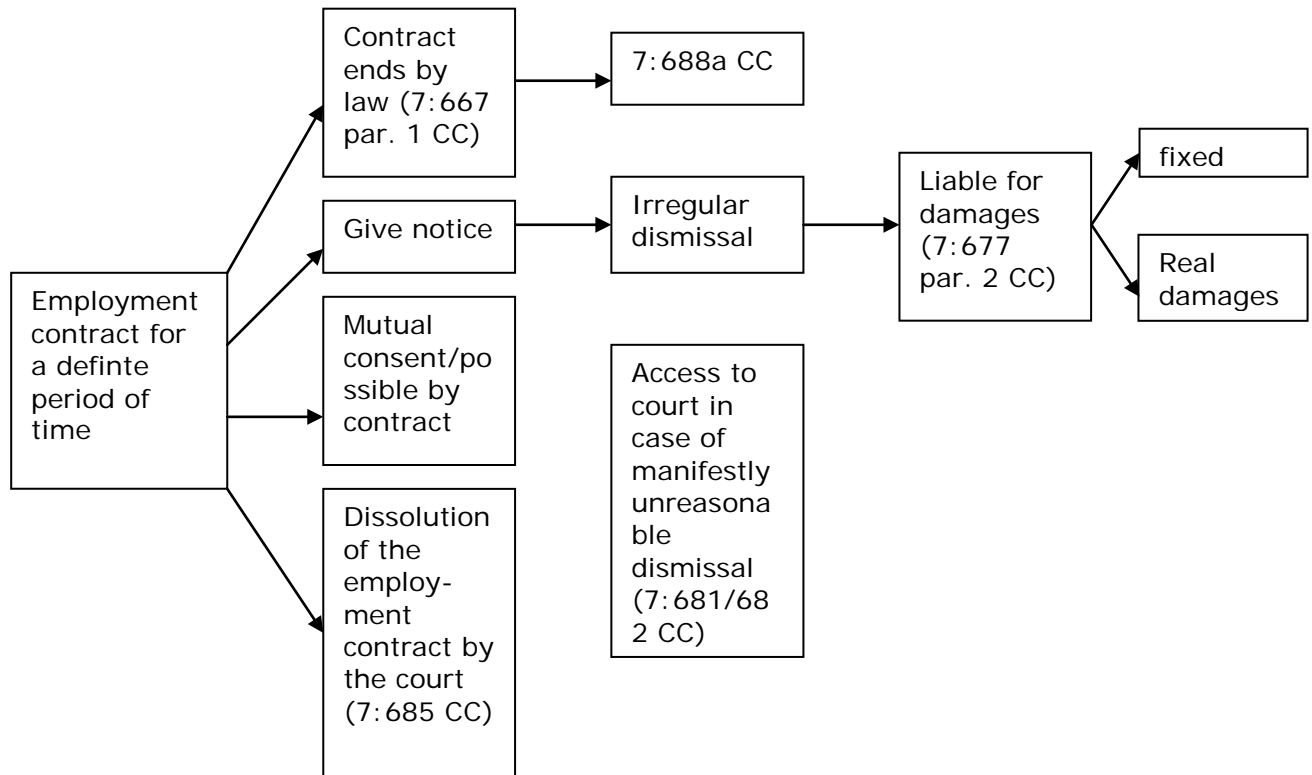 Employment
contract for
a definte
period of
time
Contract
ends by
law (7:667
par. 1 CC)
Give notice
Mutual
consent/po
ssible by
contract
Dissolution
of the
employ-
ment
contract by
the court
(7:685 CC)
7:688a CC
Irregular
dismissal
Access to
court in
case of
manifestly
unreasona
ble
dismissal
(7:681/68
2 CC)
Liable for
damages
(7:677
par. 2 CC)
fixed
Real
damages